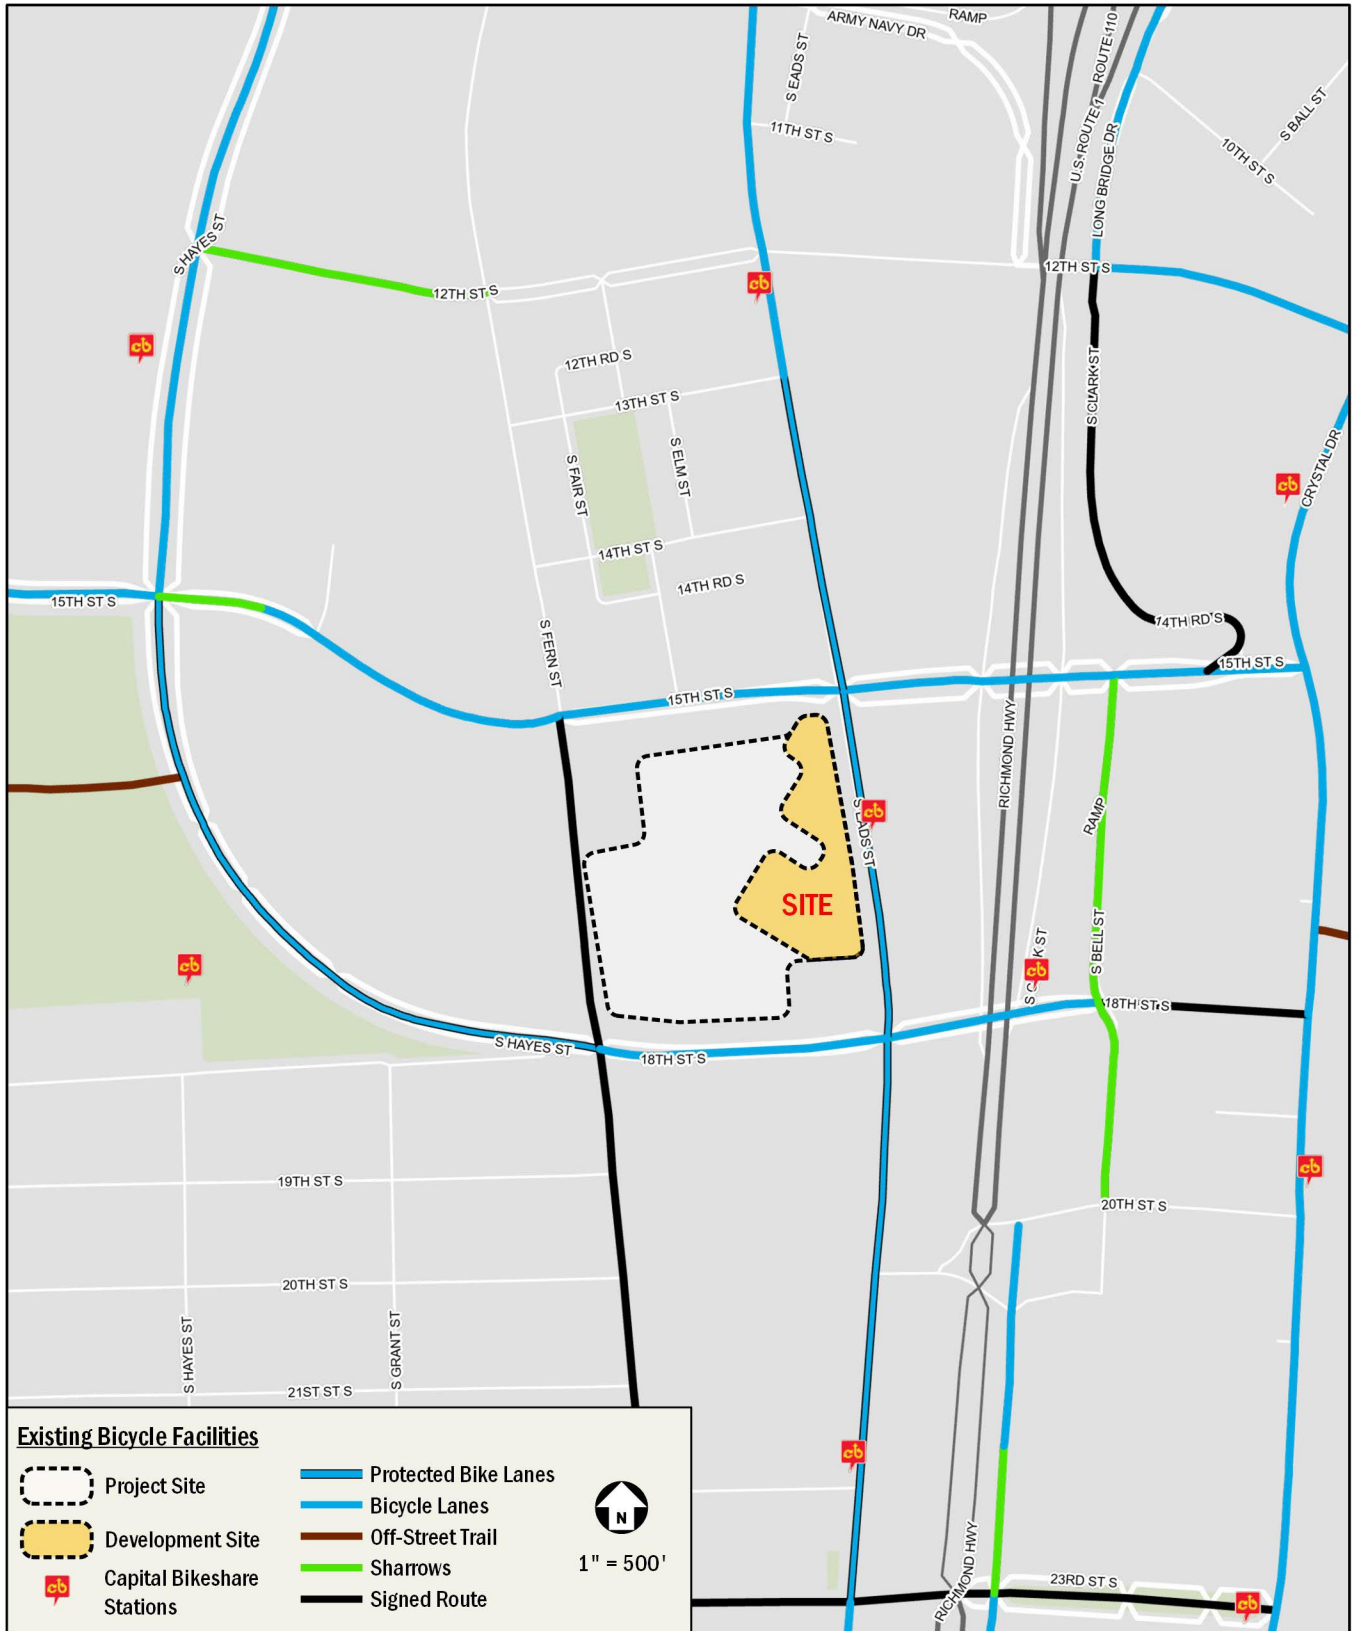 RAMP
ARMY NAVY DR
S EADS ST
11TH ST S
U.S. ROUTE 1
ROUTE 110
LONG BRIDGE DR
S BALL ST
10TH ST S
S HAYES ST
12TH ST S
12TH ST S
12TH RD S
13TH ST S
S FAIR ST
S ELM ST
14TH ST S
14TH RD S
S CLARK ST
CRYSTAL DR
15TH ST S
S FERN ST
14TH RD S
15TH ST S
15TH ST S
RICHMOND HWY
RAMP
S EADS ST
SITE
S BELL ST
18TH ST S
S HAYES ST
18TH ST S
19TH ST S
20TH ST S
20TH ST S
S HAYES ST
S GRANT ST
21ST ST S
RICHMOND HWY
23RD ST S
Existing Bicycle Facilities
Project Site
Development Site
Capital Bikeshare
Stations
Protected Bike Lanes
Bicycle Lanes
Off-Street Trail
Sharrows
Signed Route
N
1" = 500'